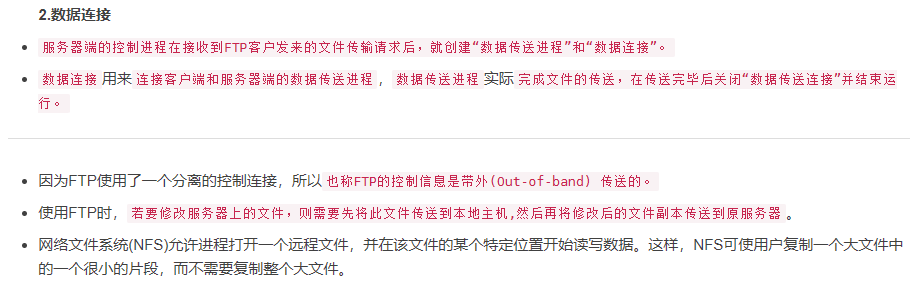 2.数据连接
服务器端的控制进程在接收到FTP客户发来的文件传输请求后，就创建“数据传送进程”和“数据连接”。
数据连接 用来 连接客户端和服务器端的数据传送进程 ， 数据传送进程 实际 完成文件的传送，在传送完毕后关闭“数据传送连接”并结束运
行。
因为FTP使用了一个分离的控制连接，所以 也称FTP的控制信息是带外(Out-of-band) 传送的。
使用FTP时， 若要修改服务器上的文件，则需要先将此文件传送到本地主机,然后再将修改后的文件副本传送到原服务器 。
网络文件系统(NFS)允许进程打开一个远程文件，并在该文件的某个特定位置开始读写数据。这样，NFS可使用户复制一个大文件中
的一个很小的片段，而不需要复制整个大文件。